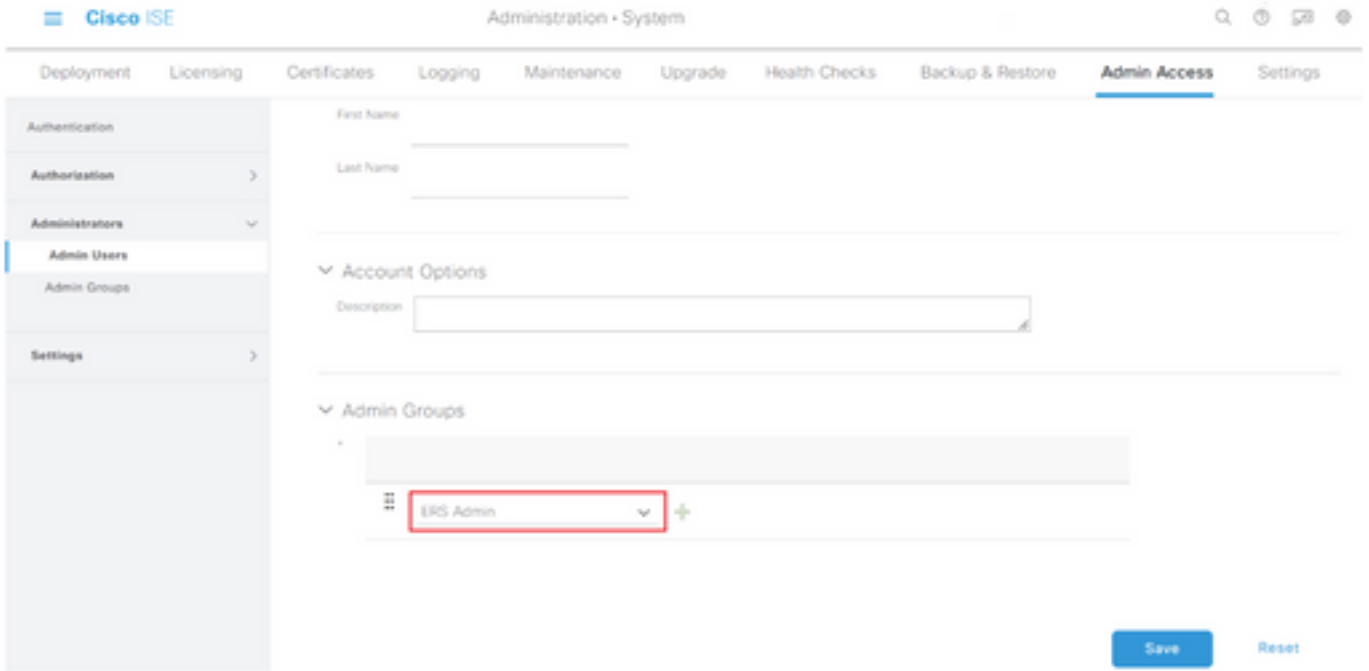 Cisco ISE
Administration · System
Deployment Licensing Certificates Logging Maintenance Upgrade Health Checks Backup & Restore Admin Access Settings
Authentication
Authorization
Administrators
Admin Users
Admin Groups
Settings
First Name
Last Name
Account Options
Description
Admin Groups
*
ERS Admin
Save Reset